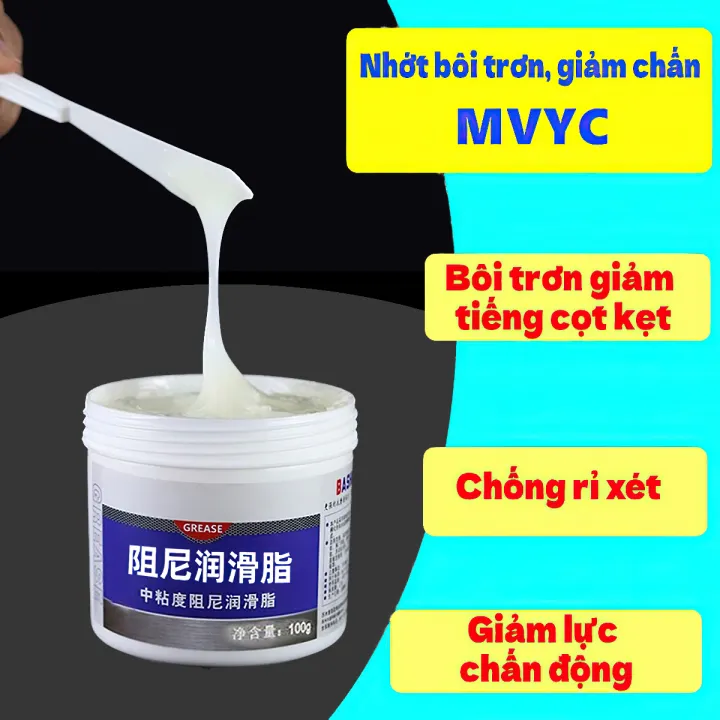 Nhớt bôi trơn, giảm chấn
MVYC
Bôi trơn giảm
tiếng cọt kẹt
Chống rỉ xét
Giảm lực
chấn động
GREASE
阻尼润滑脂
中粘度阻尼润滑脂
净含量: 100g
GREASE